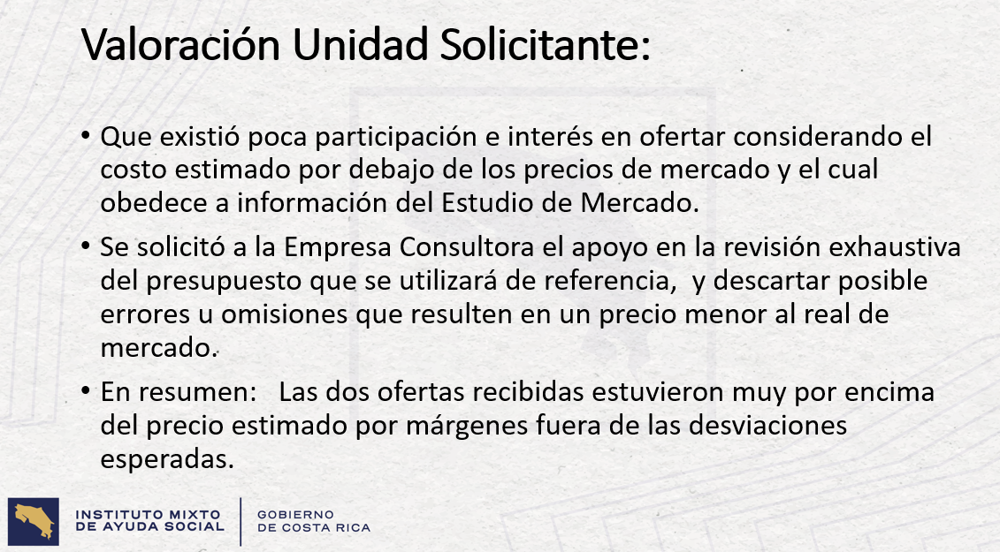 Valoración Unidad Solicitante:
• Que existió poca participación e interés en ofertar considerando el
costo estimado por debajo de los precios de mercado y el cual
obedece a información del Estudio de Mercado.
• Se solicitó a la Empresa Consultora el apoyo en la revisión exhaustiva
del presupuesto que se utilizará de referencia,  y descartar posible
errores u omisiones que resulten en un precio menor al real de
mercado.
• En resumen:   Las dos ofertas recibidas estuvieron muy por encima
del precio estimado por márgenes fuera de las desviaciones
esperadas.
INSTITUTO MIXTO
DE AYUDA SOCIAL
GOBIERNO
DE COSTA RICA